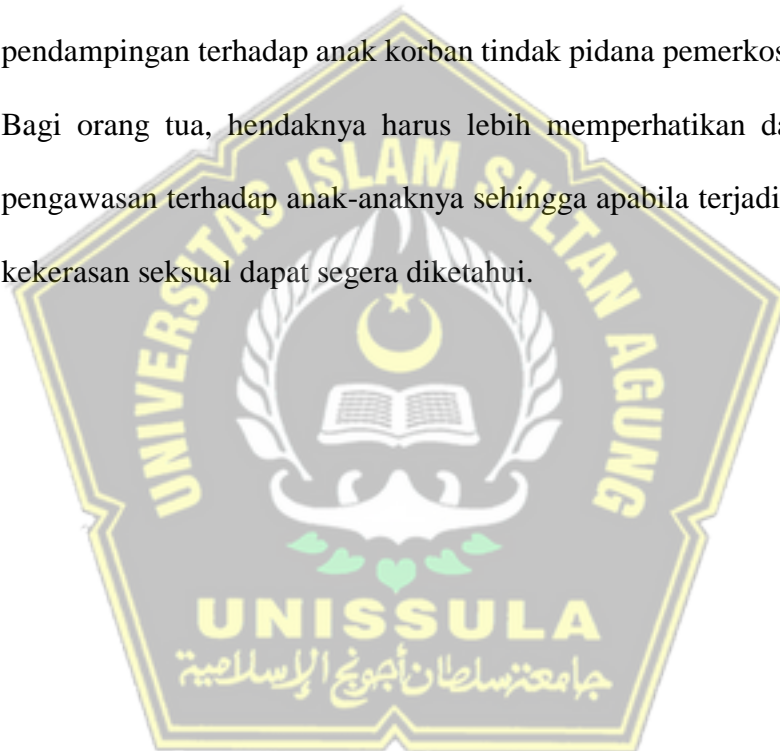 pendampingan terhadap anak korban tindak pidana pemerkos
Bagi orang tua, hendaknya harus lebih memperhatikan da
pengawasan terhadap anak-anaknya sehingga apabila terjadi
kekerasan seksual dapat segera diketahui.
UNIVERSITAS ISLAM SULTAN AGUNG
UNISSULA
جامعة سلطان أجونج الإسلامية